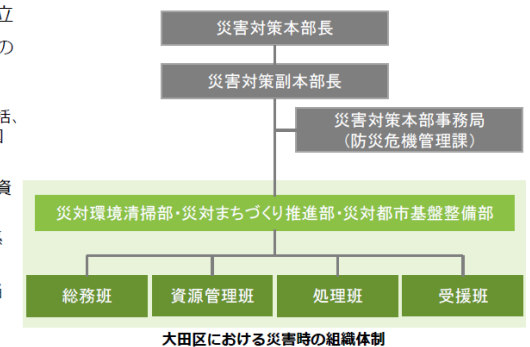 立
の
災害対策本部長
災害対策副本部長
災害対策本部事務局
(防災危機管理課)
括、
資
災対環境清掃部・災対まちづくり推進部・災対都市基盤整備部
総務班
資源管理班
処理班
受援班
大田区における災害時の組織体制